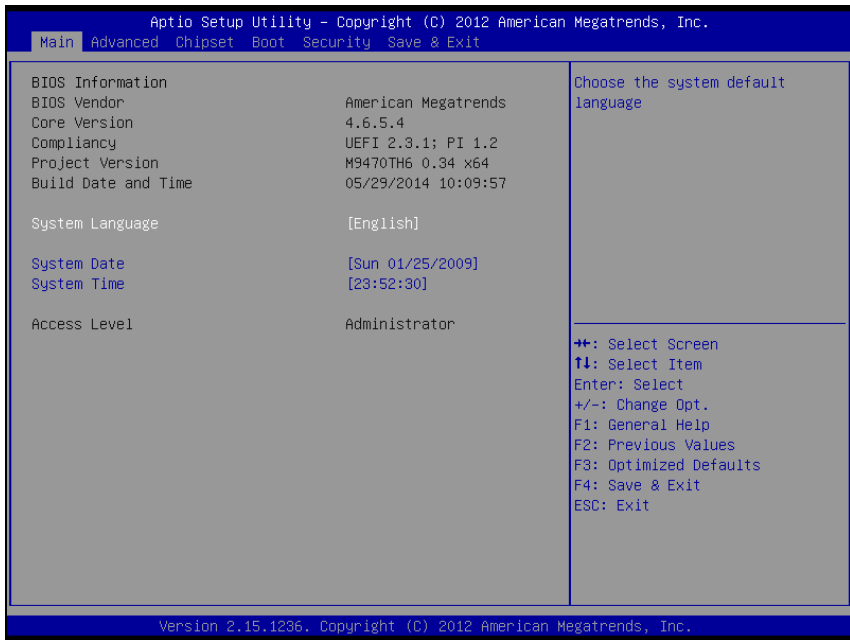 Aptio Setup Utility – Copyright (C) 2012 American Megatrends, Inc.
Main Advanced Chipset Boot Security Save & Exit
BIOS Information
BIOS Vendor American Megatrends
Core Version 4.6.5.4
Compliancy UEFI 2.3.1; PI 1.2
Project Version M9470TH6 0.34 x64
Build Date and Time 05/29/2014 10:09:57
System Language [English]
System Date [Sun 01/25/2009]
System Time [23:52:30]
Access Level Administrator
Choose the system default
language
→←: Select Screen
↑↓: Select Item
Enter: Select
+/-: Change Opt.
F1: General Help
F2: Previous Values
F3: Optimized Defaults
F4: Save & Exit
ESC: Exit
Version 2.15.1236. Copyright (C) 2012 American Megatrends, Inc.